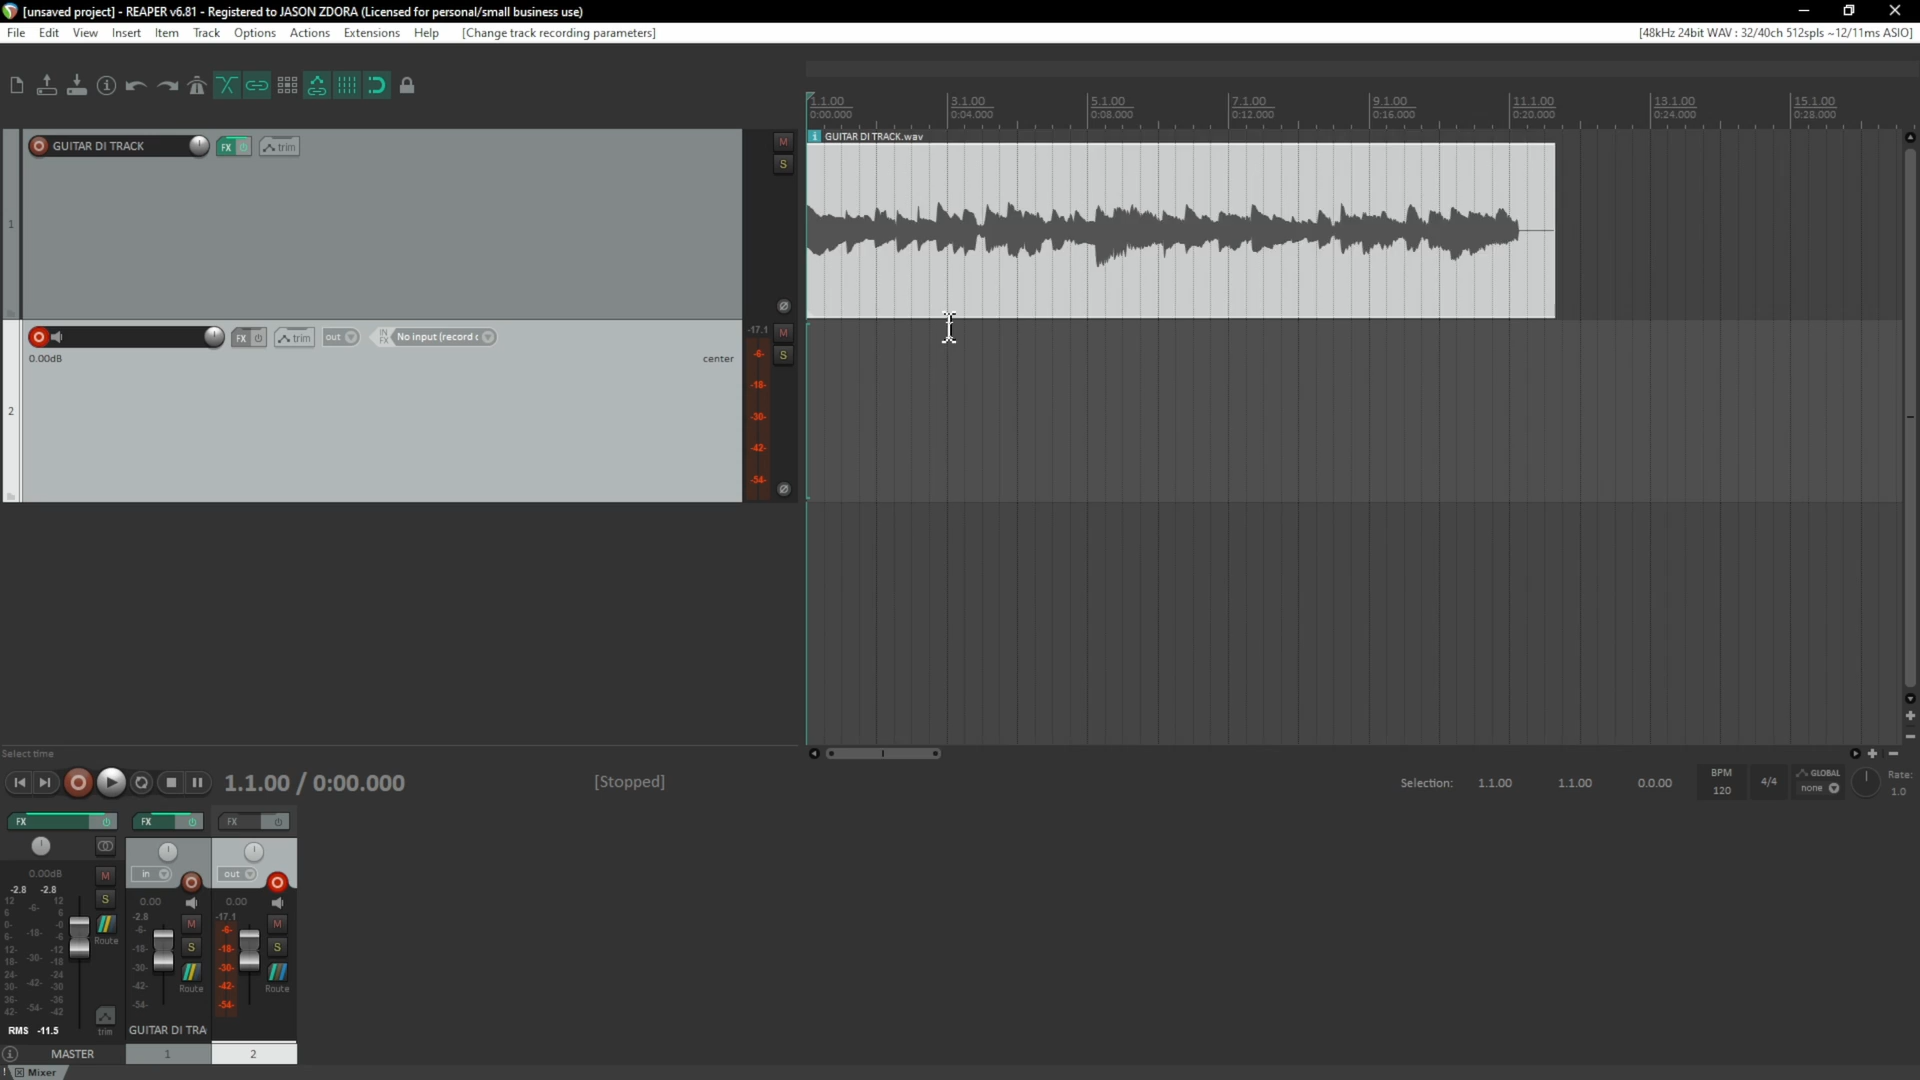 [unsaved project] - REAPER v6.81 - Registered to JASON ZDORA (Licensed for personal/small business use)
File Edit View Insert Item Track Options Actions Extensions Help [Change track recording parameters] [48kHz 24bit WAV : 32/40ch 512spls ~12/11ms ASIO]
1.1.00 3.1.00 5.1.00 7.1.00 9.1.00 11.1.00 13.1.00 15.1.00
0:00.000 0:04.000 0:08.000 0:12.000 0:16.000 0:20.000 0:24.000 0:28.000
GUITAR DI TRACK.wav
GUITAR DI TRACK FX trim M
S
1
FX trim out IN FX No input (record c -17.1 M
0.00dB center -6- S
-18-
2
-30-
-42-
-54-
Select time
1.1.00 / 0:00.000 [Stopped] Selection: 1.1.00 1.1.00 0.0.00 BPM 120 4/4 GLOBAL none Rate: 1.0
FX FX FX
0.00dB M in out
-2.8 -2.8 S 0.00 0.00
12 12 -2.8 -17.1
6 -6- 6 -6- M -6- M
0- -0
6- -18- -6 Route -18- S -18- S
12- -12
18- -30- -18 -30- -30-
24- -24 Route Route
30- -42- -30 -42- -42-
36- -36
42- -54- -42 -54- -54-
RMS -11.5 trim GUITAR DI TRA
MASTER 1 2
! Mixer